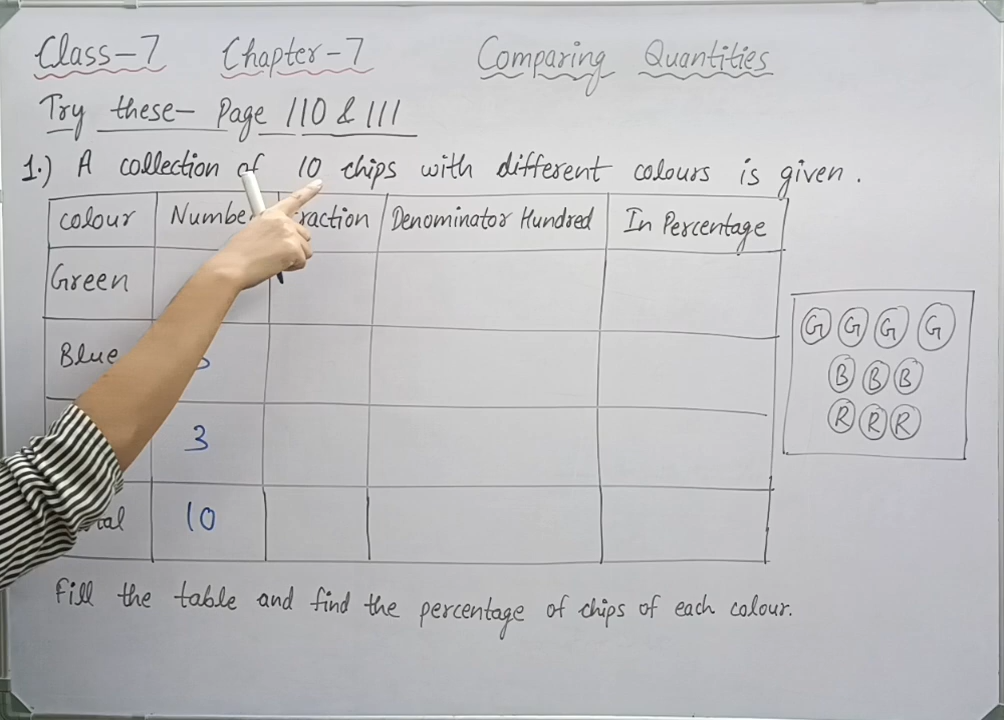 Class-7 Chapter-7 Comparing Quantities
Try these- Page 110 & 111
1.) A collection of 10 chips with different colours is given.
colour Numbe raction Denominator Hundred In Percentage
Green
Blue
3
10
G G G G
B B B
R R R
Fill the table and find the percentage of chips of each colour.